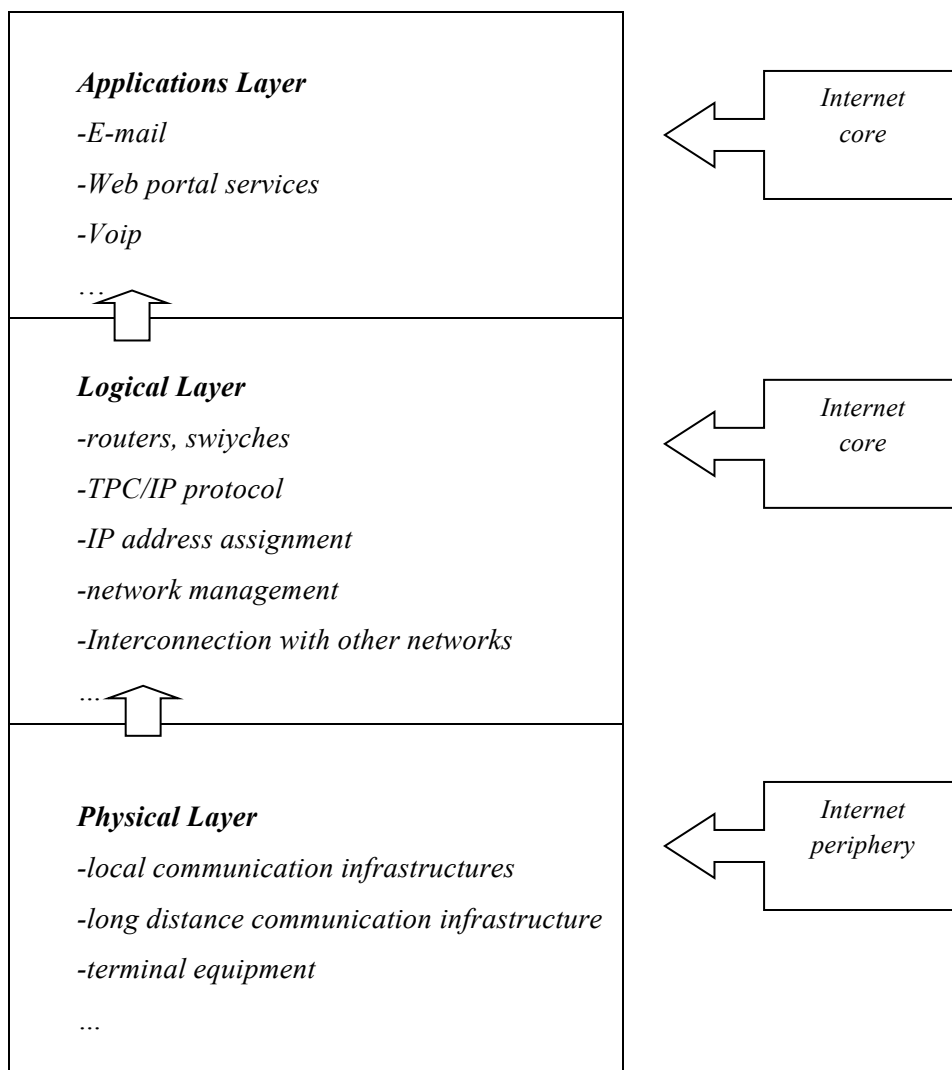 Applications Layer
-E-mail
-Web portal services
-Voip
…
Internet
core
Logical Layer
-routers, swiyches
-TPC/IP protocol
-IP address assignment
-network management
-Interconnection with other networks
...
Internet
core
Physical Layer
-local communication infrastructures
-long distance communication infrastructure
-terminal equipment
...
Internet
periphery